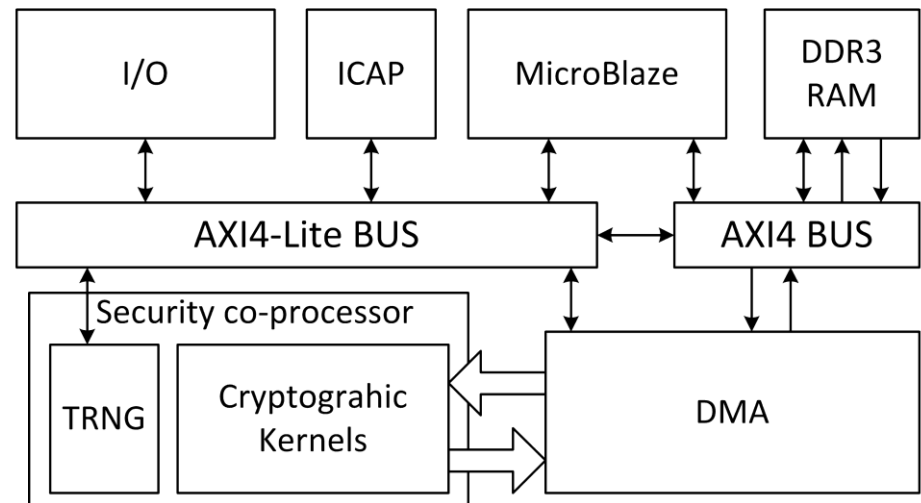 I/O
ICAP
MicroBlaze
DDR3
RAM
AXI4-Lite BUS
AXI4 BUS
Security co-processor
TRNG
Cryptograhic
Kernels
DMA